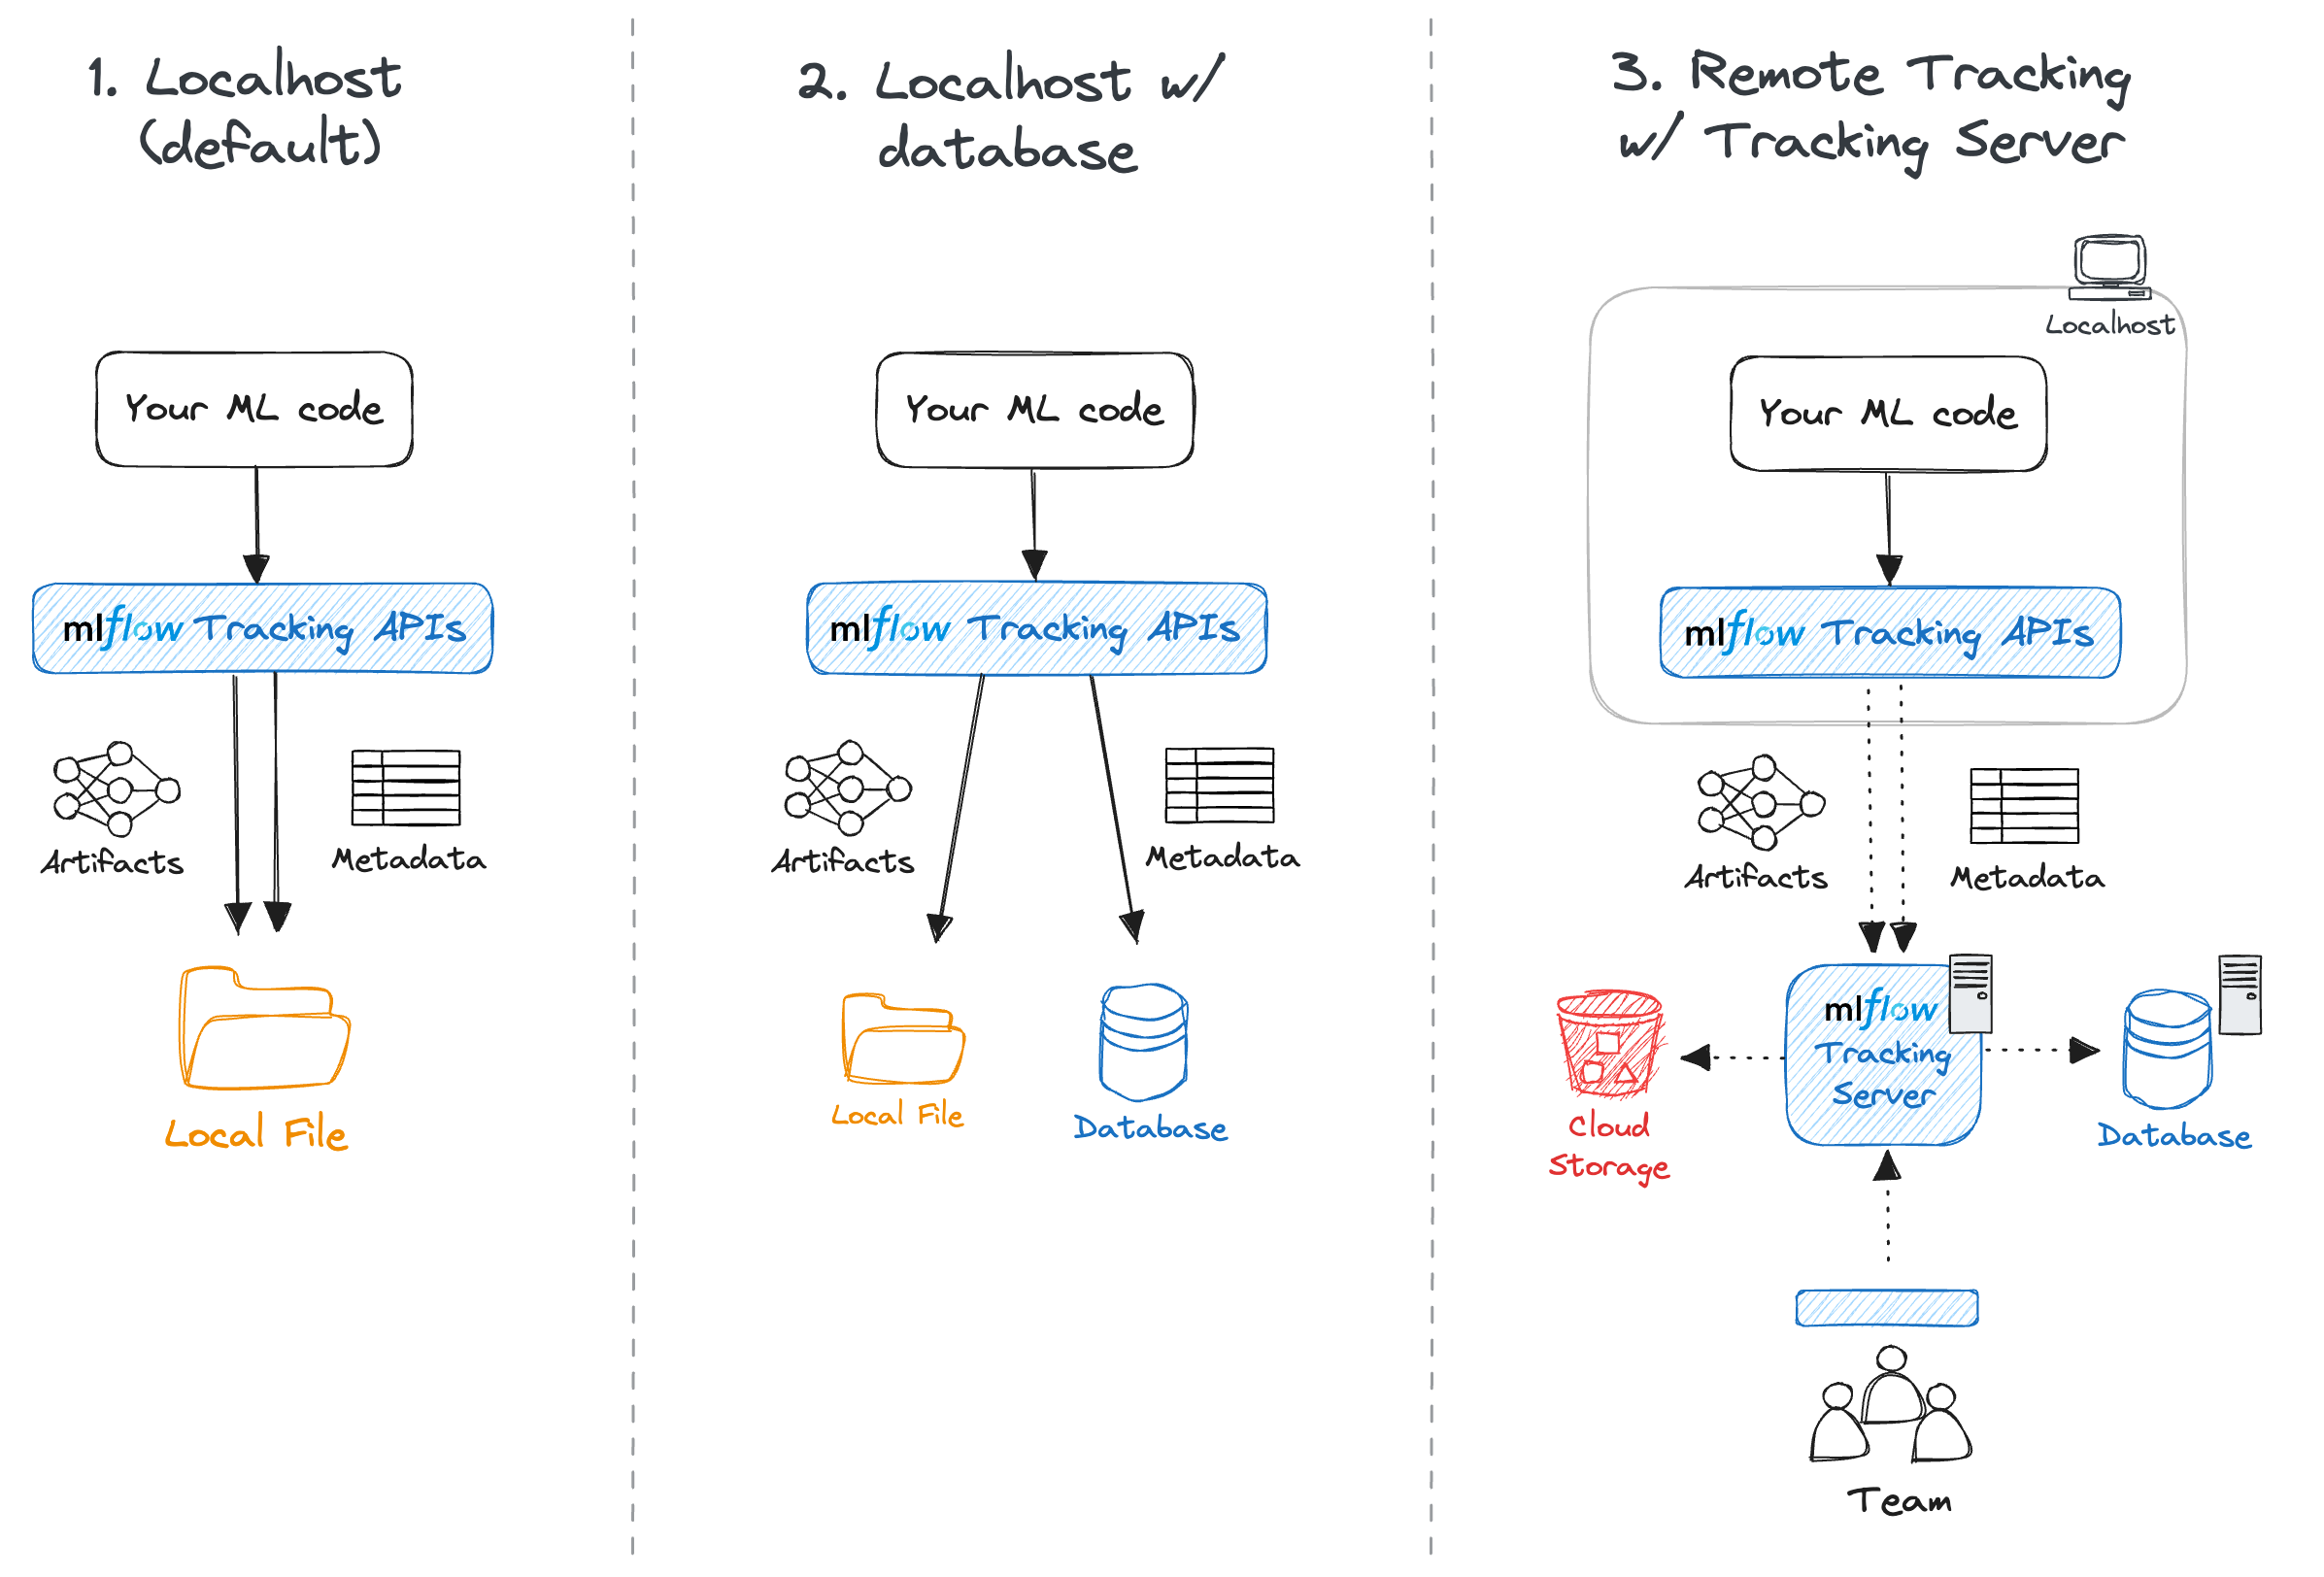 1. Localhost
(default)
Your ML code
mlflow Tracking APIs
Artifacts
Metadata
Local File
2. Localhost w/
database
Your ML code
mlflow Tracking APIs
Artifacts
Metadata
Local File
Database
3. Remote Tracking
w/ Tracking Server
Localhost
Your ML code
mlflow Tracking APIs
Artifacts
Metadata
mlflow
Tracking
Server
Cloud
Storage
Database
Team